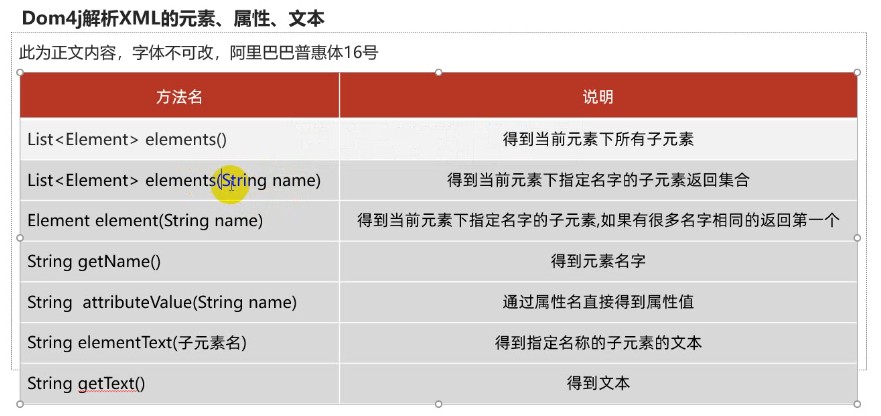 Dom4j解析XML的元素、属性、文本
此为正文内容，字体不可改，阿里巴巴普惠体16号
方法名 说明
List<Element> elements() 得到当前元素下所有子元素
List<Element> elements(String name) 得到当前元素下指定名字的子元素返回集合
Element element(String name) 得到当前元素下指定名字的子元素,如果有很多名字相同的返回第一个
String getName() 得到元素名字
String  attributeValue(String name) 通过属性名直接得到属性值
String elementText(子元素名) 得到指定名称的子元素的文本
String getText() 得到文本